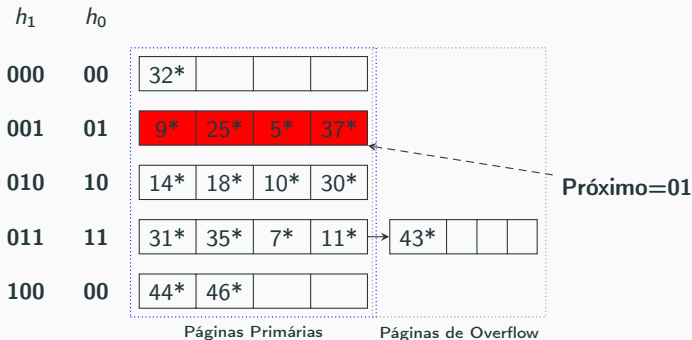 h₁ h₀
000 00 32*
001 01 9* 25* 5* 37*
010 10 14* 18* 10* 30*
Próximo=01
011 11 31* 35* 7* 11* 43*
100 00 44* 46*
Páginas Primárias Páginas de Overflow